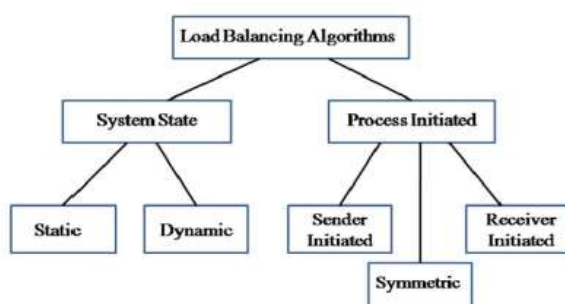 Load Balancing Algorithms
System State
Process Initiated
Static
Dynamic
Sender
Initiated
Receiver
Initiated
Symmetric